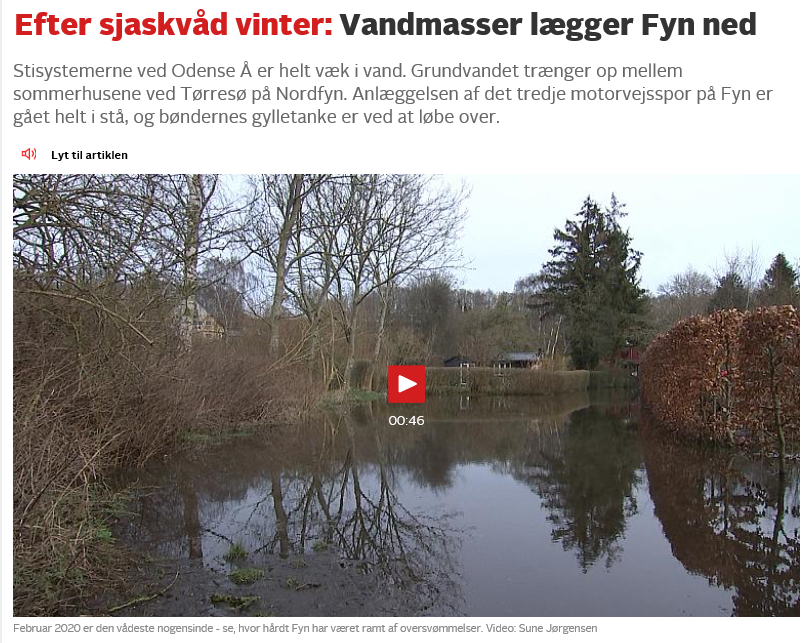 Efter sjaskvåd vinter: Vandmasser lægger Fyn ned
Stisystemerne ved Odense Å er helt væk i vand. Grundvandet trænger op mellem
sommerhusene ved Tørresø på Nordfyn. Anlæggelsen af det tredje motorvejsspor på Fyn er
gået helt i stå, og bøndernes gylletanke er ved at løbe over.
Lyt til artiklen
00:46
Februar 2020 er den vådeste nogensinde - se, hvor hårdt Fyn har været ramt af oversvømmelser. Video: Sune Jørgensen